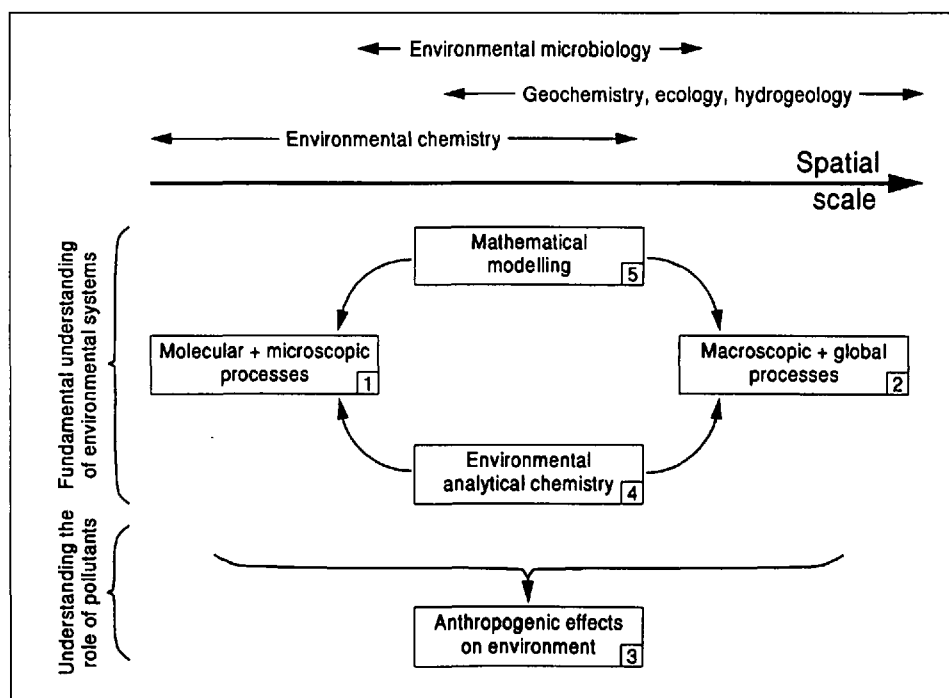 Environmental microbiology
Geochemistry, ecology, hydrogeology
Environmental chemistry
Spatial
scale
Fundamental understanding
of environmental systems
Mathematical
modelling
5
Molecular + microscopic
processes
1
Macroscopic + global
processes
2
Environmental
analytical chemistry
4
Understanding the
role of pollutants
Anthropogenic effects
on environment
3